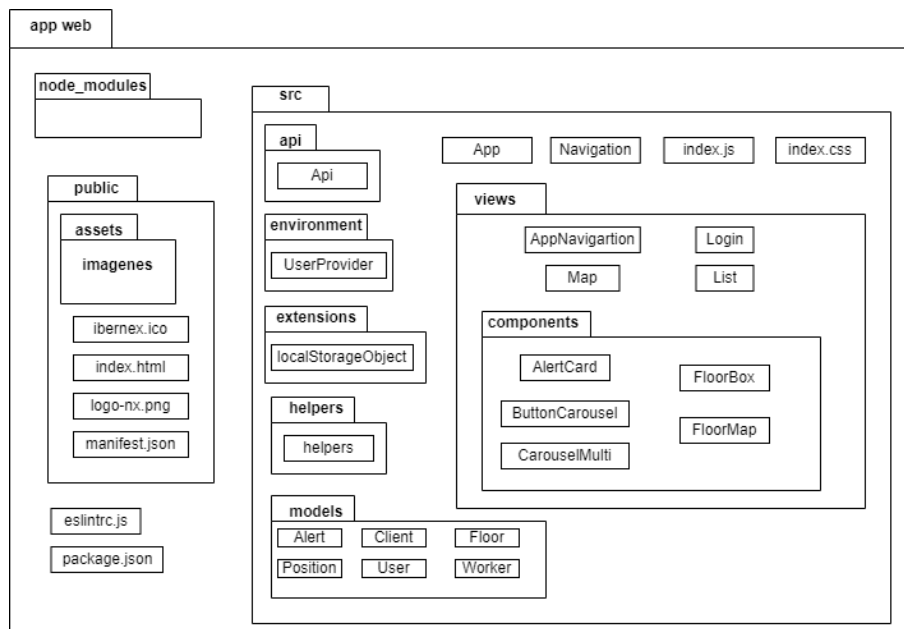 app web
node_modules
public
assets
imagenes
ibernex.ico
index.html
logo-nx.png
manifest.json
eslintrc.js
package.json
src
api
Api
environment
UserProvider
extensions
localStorageObject
helpers
helpers
models
Alert Client Floor
Position User Worker
App Navigation index.js index.css
views
AppNavigartion Login
Map List
components
AlertCard FloorBox
ButtonCarousel FloorMap
CarouselMulti